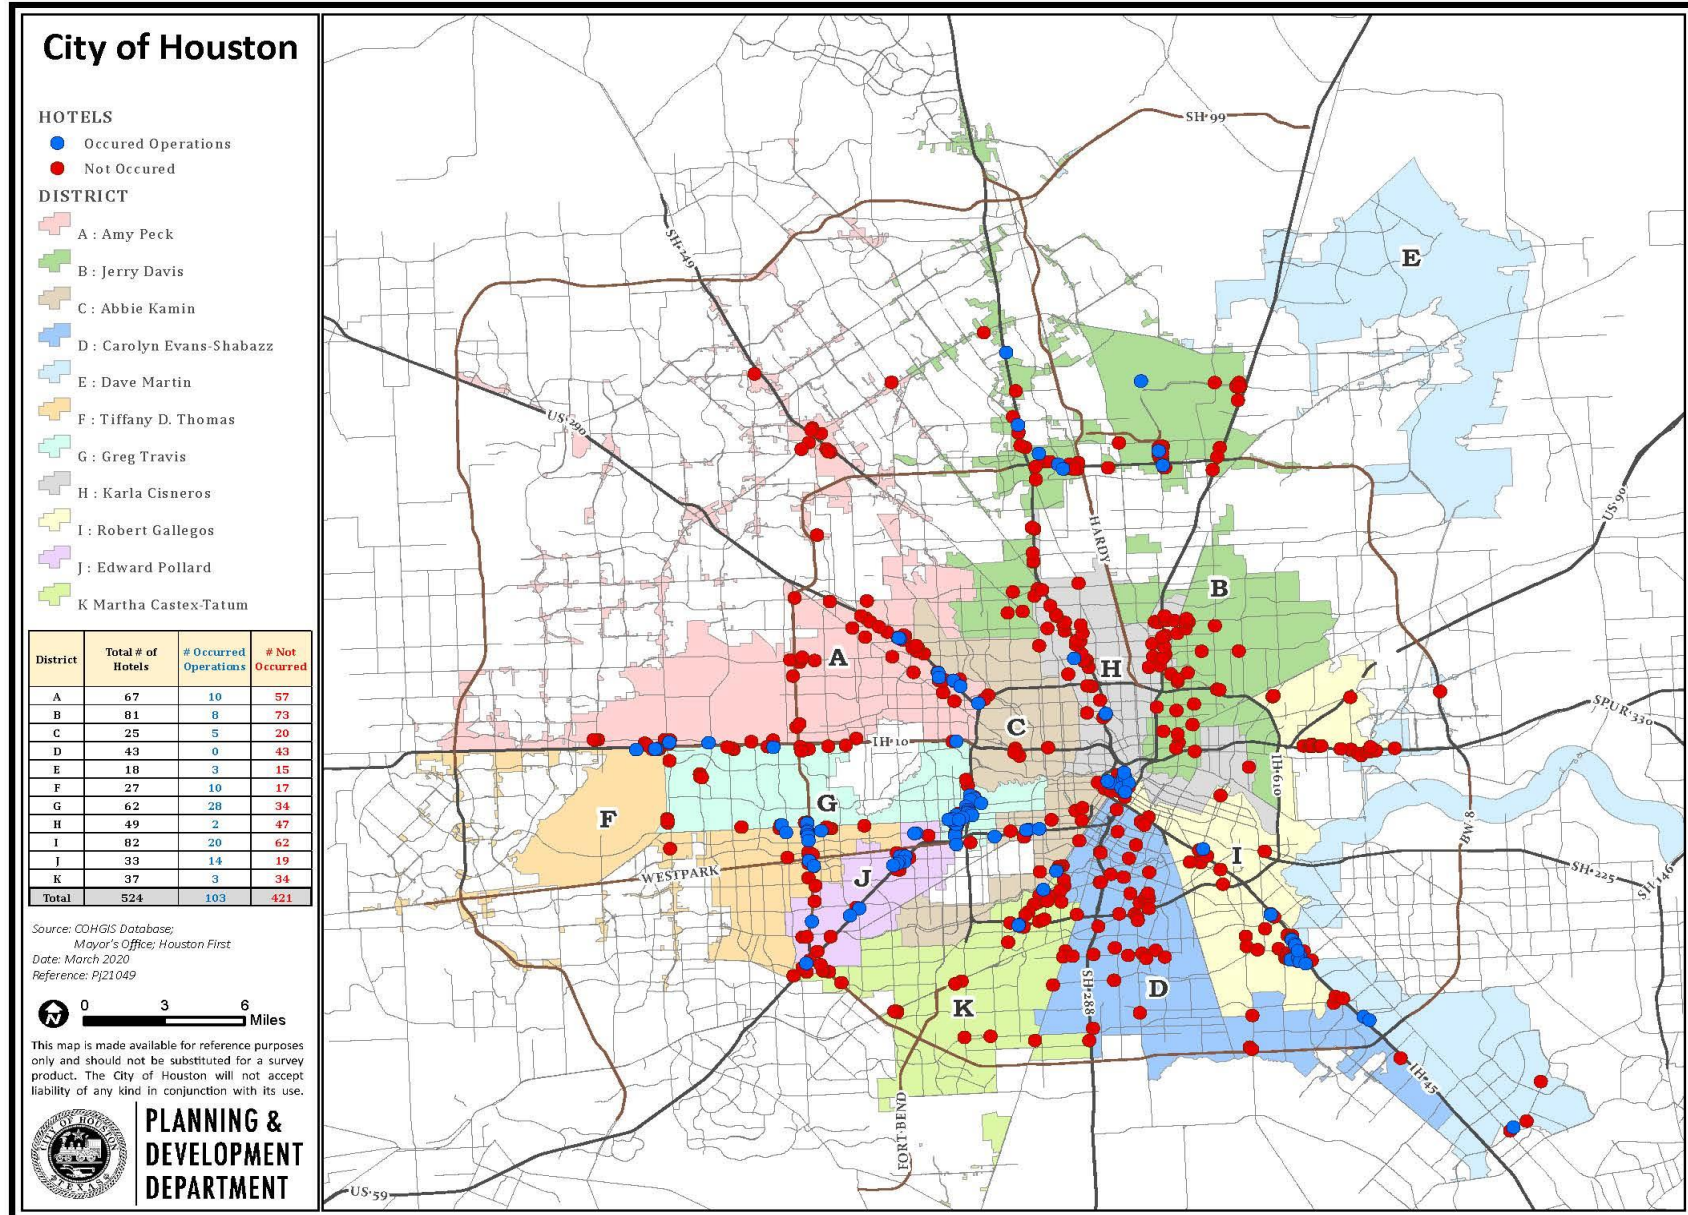 City of Houston
HOTELS
Occured Operations
Not Occured
DISTRICT
A : Amy Peck
B : Jerry Davis
C : Abbie Kamin
D : Carolyn Evans-Shabazz
E : Dave Martin
F : Tiffany D. Thomas
G : Greg Travis
H : Karla Cisneros
I : Robert Gallegos
J : Edward Pollard
K Martha Castex-Tatum
District Total # of Hotels # Occurred Operations # Not Occurred
A 67 10 57
B 81 8 73
C 25 5 20
D 43 0 43
E 18 3 15
F 27 10 17
G 62 28 34
H 49 2 47
I 82 20 62
J 33 14 19
K 37 3 34
Total 524 103 421
Source: COHGIS Database;
Mayor's Office; Houston First
Date: March 2020
Reference: Pj21049
N
0 3 6
Miles
This map is made available for reference purposes
only and should not be substituted for a survey
product. The City of Houston will not accept
liability of any kind in conjunction with its use.
CITY OF HOUSTON
TEXAS
PLANNING &
DEVELOPMENT
DEPARTMENT
SH 99
SH 249
E
US 290
US 90
HARDY
B
A
H
C
SPUR 330
IH 10
IH 610
G
F
BW 8
I
WESTPARK
J
SH 225
SH 146
SH 288
D
K
IH 45
FORT BEND
US 59